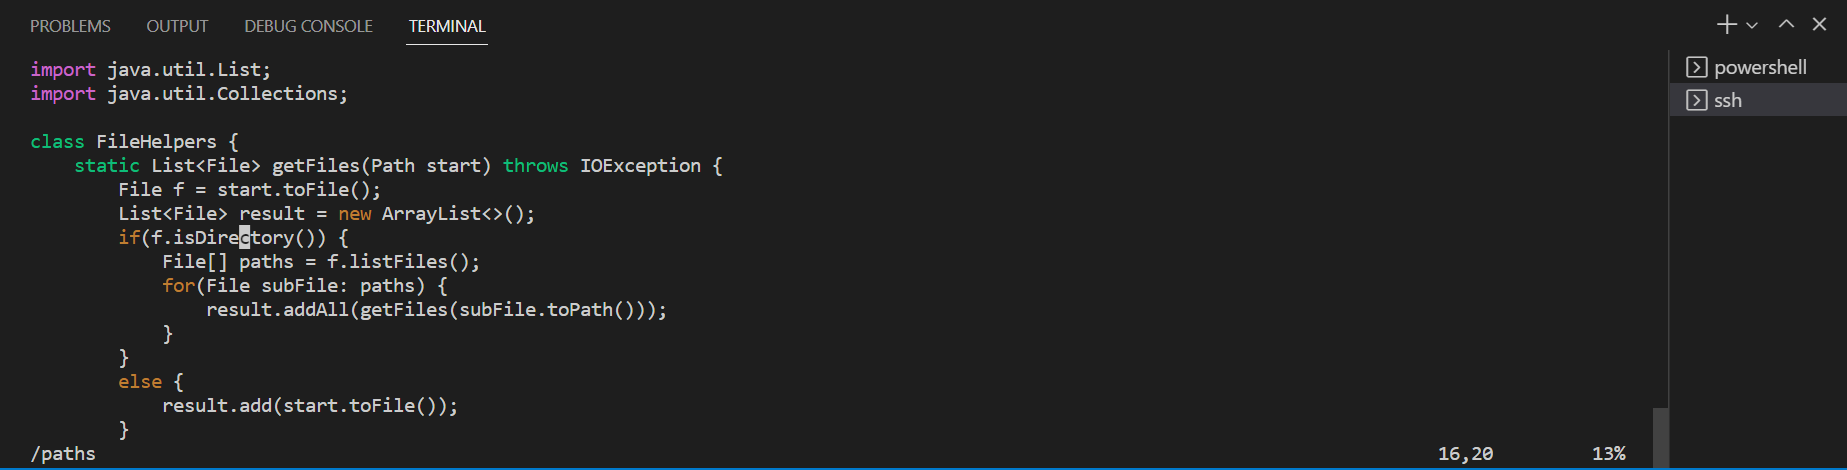 PROBLEMS OUTPUT DEBUG CONSOLE TERMINAL
import java.util.List;
import java.util.Collections;
class FileHelpers {
    static List<File> getFiles(Path start) throws IOException {
        File f = start.toFile();
        List<File> result = new ArrayList<>();
        if(f.isDirectory()) {
            File[] paths = f.listFiles();
            for(File subFile: paths) {
                result.addAll(getFiles(subFile.toPath()));
            }
        }
        else {
            result.add(start.toFile());
        }
/paths 16,20 13%
powershell
ssh